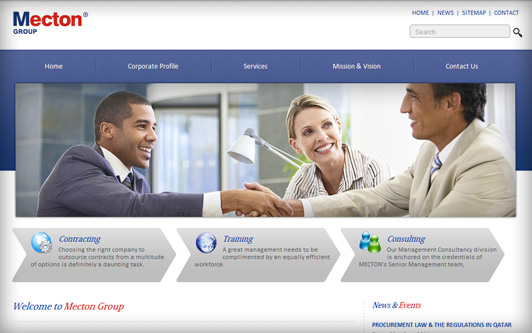 Mecton®
GROUP
HOME | NEWS | SITEMAP | CONTACT
Search
Home
Corporate Profile
Services
Mission & Vision
Contact Us
Contracting
Choosing the right company to
outsource contracts from a multitude
of options is definitely a daunting task.
Training
A great management needs to be
complimented by an equally efficient
workforce.
Consulting
Our Management Consultancy division
is anchored on the credentials of
MECTON's Senior Management team,
Welcome to Mecton Group
News & Events
PROCUREMENT LAW & THE REGULATIONS IN QATAR